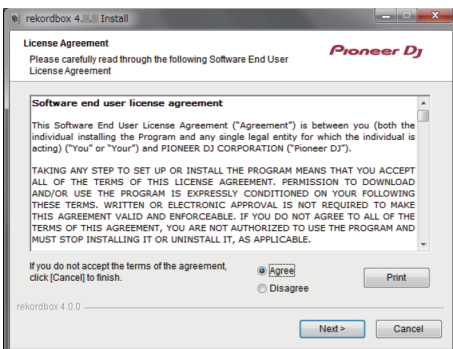 rekordbox 4. . Install
License Agreement
Please carefully read through the following Software End User
License Agreement
Pioneer Dj
Software end user license agreement
This Software End User License Agreement (“Agreement”) is between you (both the
individual installing the Program and any single legal entity for which the individual is
acting) (“You” or “Your”) and PIONEER DJ CORPORATION (“Pioneer DJ”).
TAKING ANY STEP TO SET UP OR INSTALL THE PROGRAM MEANS THAT YOU ACCEPT
ALL OF THE TERMS OF THIS LICENSE AGREEMENT. PERMISSION TO DOWNLOAD
AND/OR USE THE PROGRAM IS EXPRESSLY CONDITIONED ON YOUR FOLLOWING
THESE TERMS. WRITTEN OR ELECTRONIC APPROVAL IS NOT REQUIRED TO MAKE
THIS AGREEMENT VALID AND ENFORCEABLE. IF YOU DO NOT AGREE TO ALL OF THE
TERMS OF THIS AGREEMENT, YOU ARE NOT AUTHORIZED TO USE THE PROGRAM AND
MUST STOP INSTALLING IT OR UNINSTALL IT, AS APPLICABLE.
If you do not accept the terms of the agreement,
click [Cancel] to finish.
Agree
Disagree
Print
rekordbox 4.0.0
Next >
Cancel